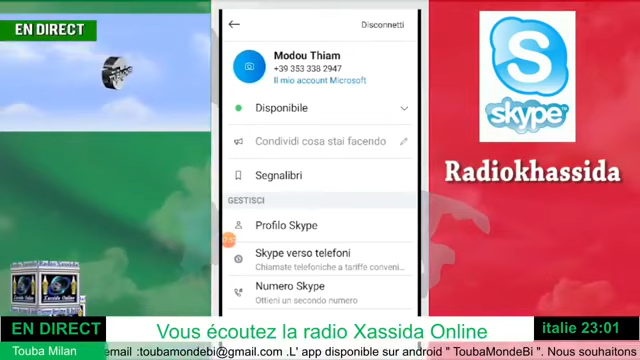 EN DIRECT
Disconnetti
Modou Thiam
+39 353 338 2947
Il mio account Microsoft
Disponibile
Condividi cosa stai facendo
Segnalibri
GESTISCI
Profilo Skype
Skype verso telefoni
Chiamate telefoniche a tariffe conveni...
Numero Skype
Ottieni un secondo numero
S
skype™
Radiokhassida
Xassida Online
EN DIRECT
Vous écoutez la radio Xassida Online
italie 23:01
Touba Milan
email :toubamondebi@gmail.com .L' app disponible sur android " ToubaMondeBi ". Nous souhaitons